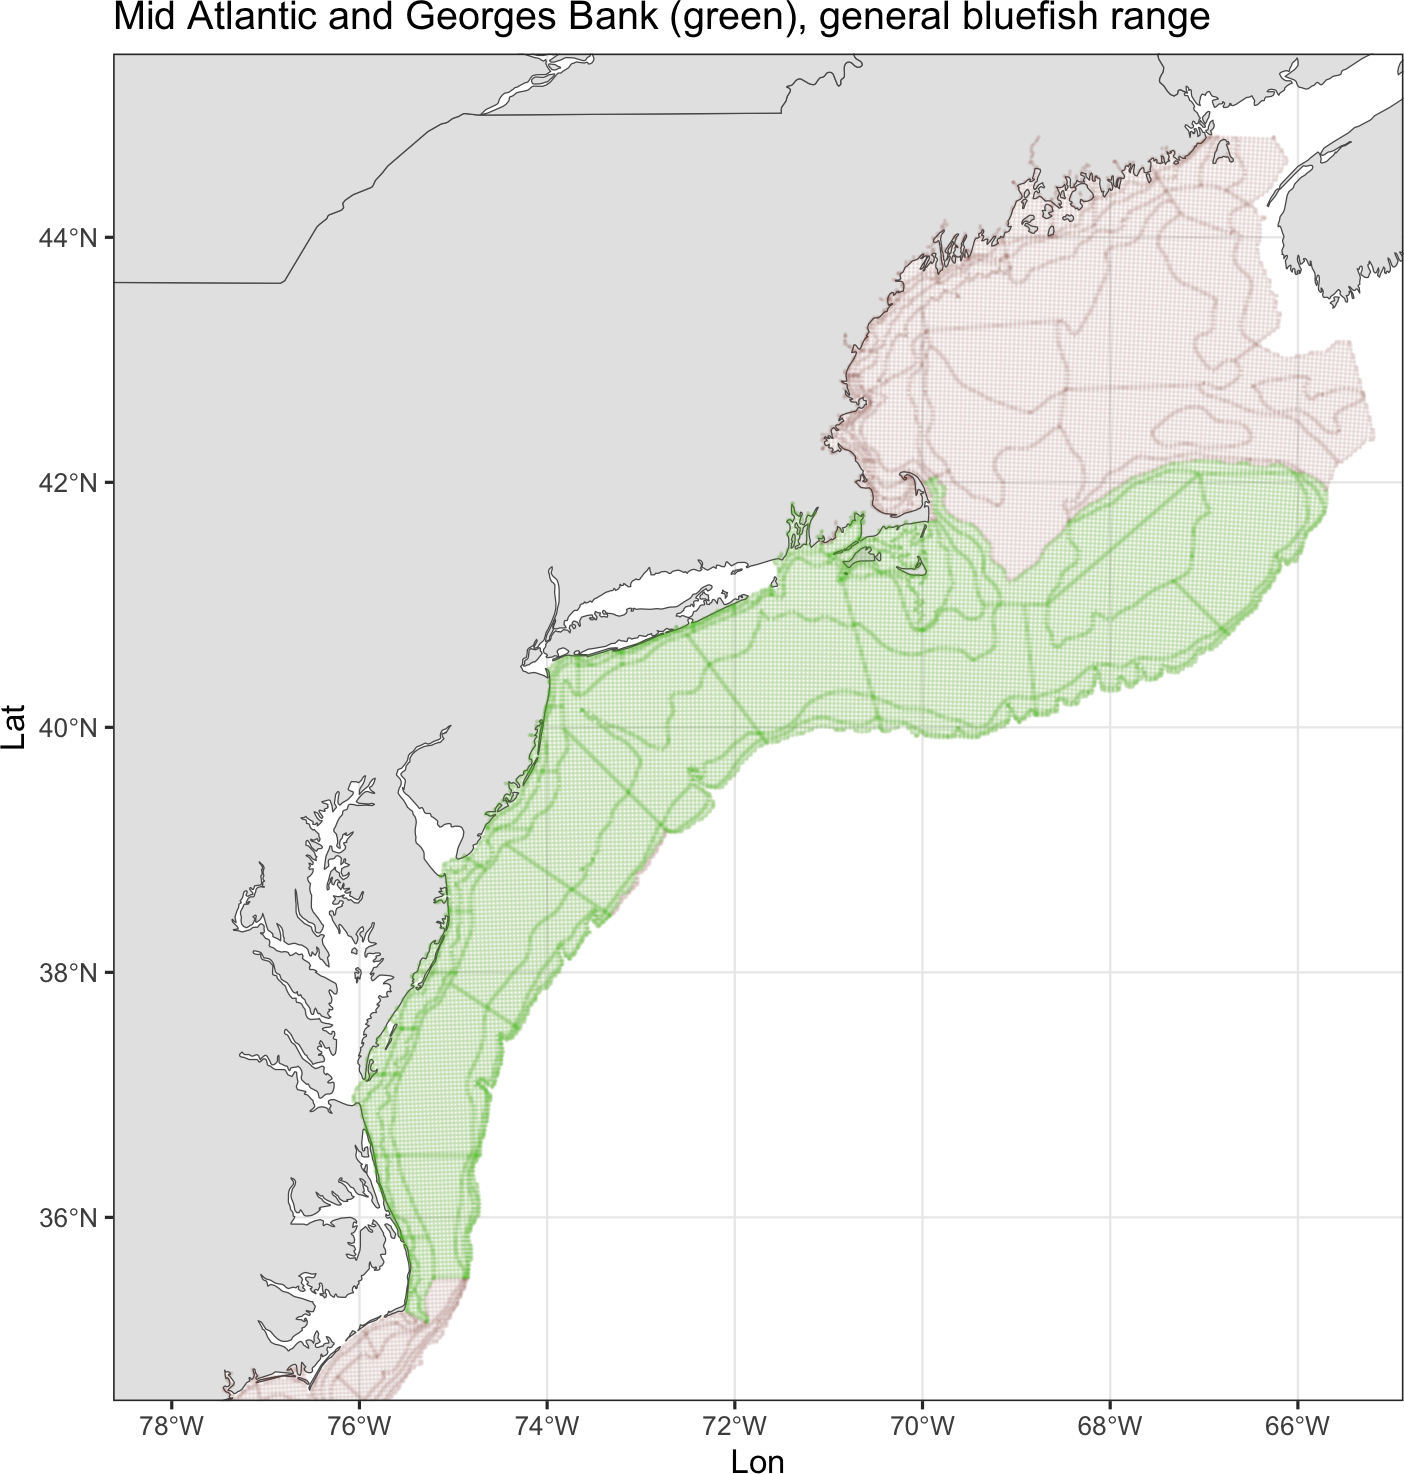 Mid Atlantic and Georges Bank (green), general bluefish range
44°N
42°N
40°N
38°N
36°N
Lat
78°W
76°W
74°W
72°W
70°W
68°W
66°W
Lon